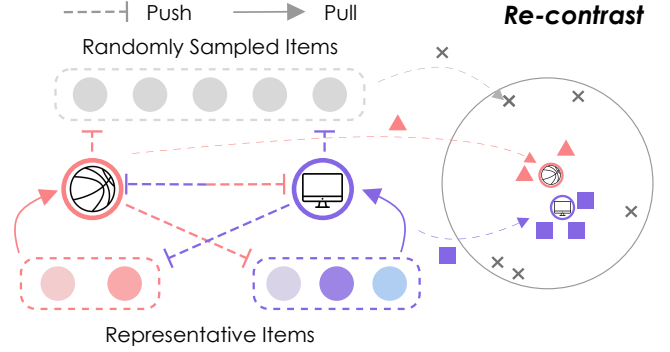 Push
Pull
Re-contrast
Randomly Sampled Items
Representative Items